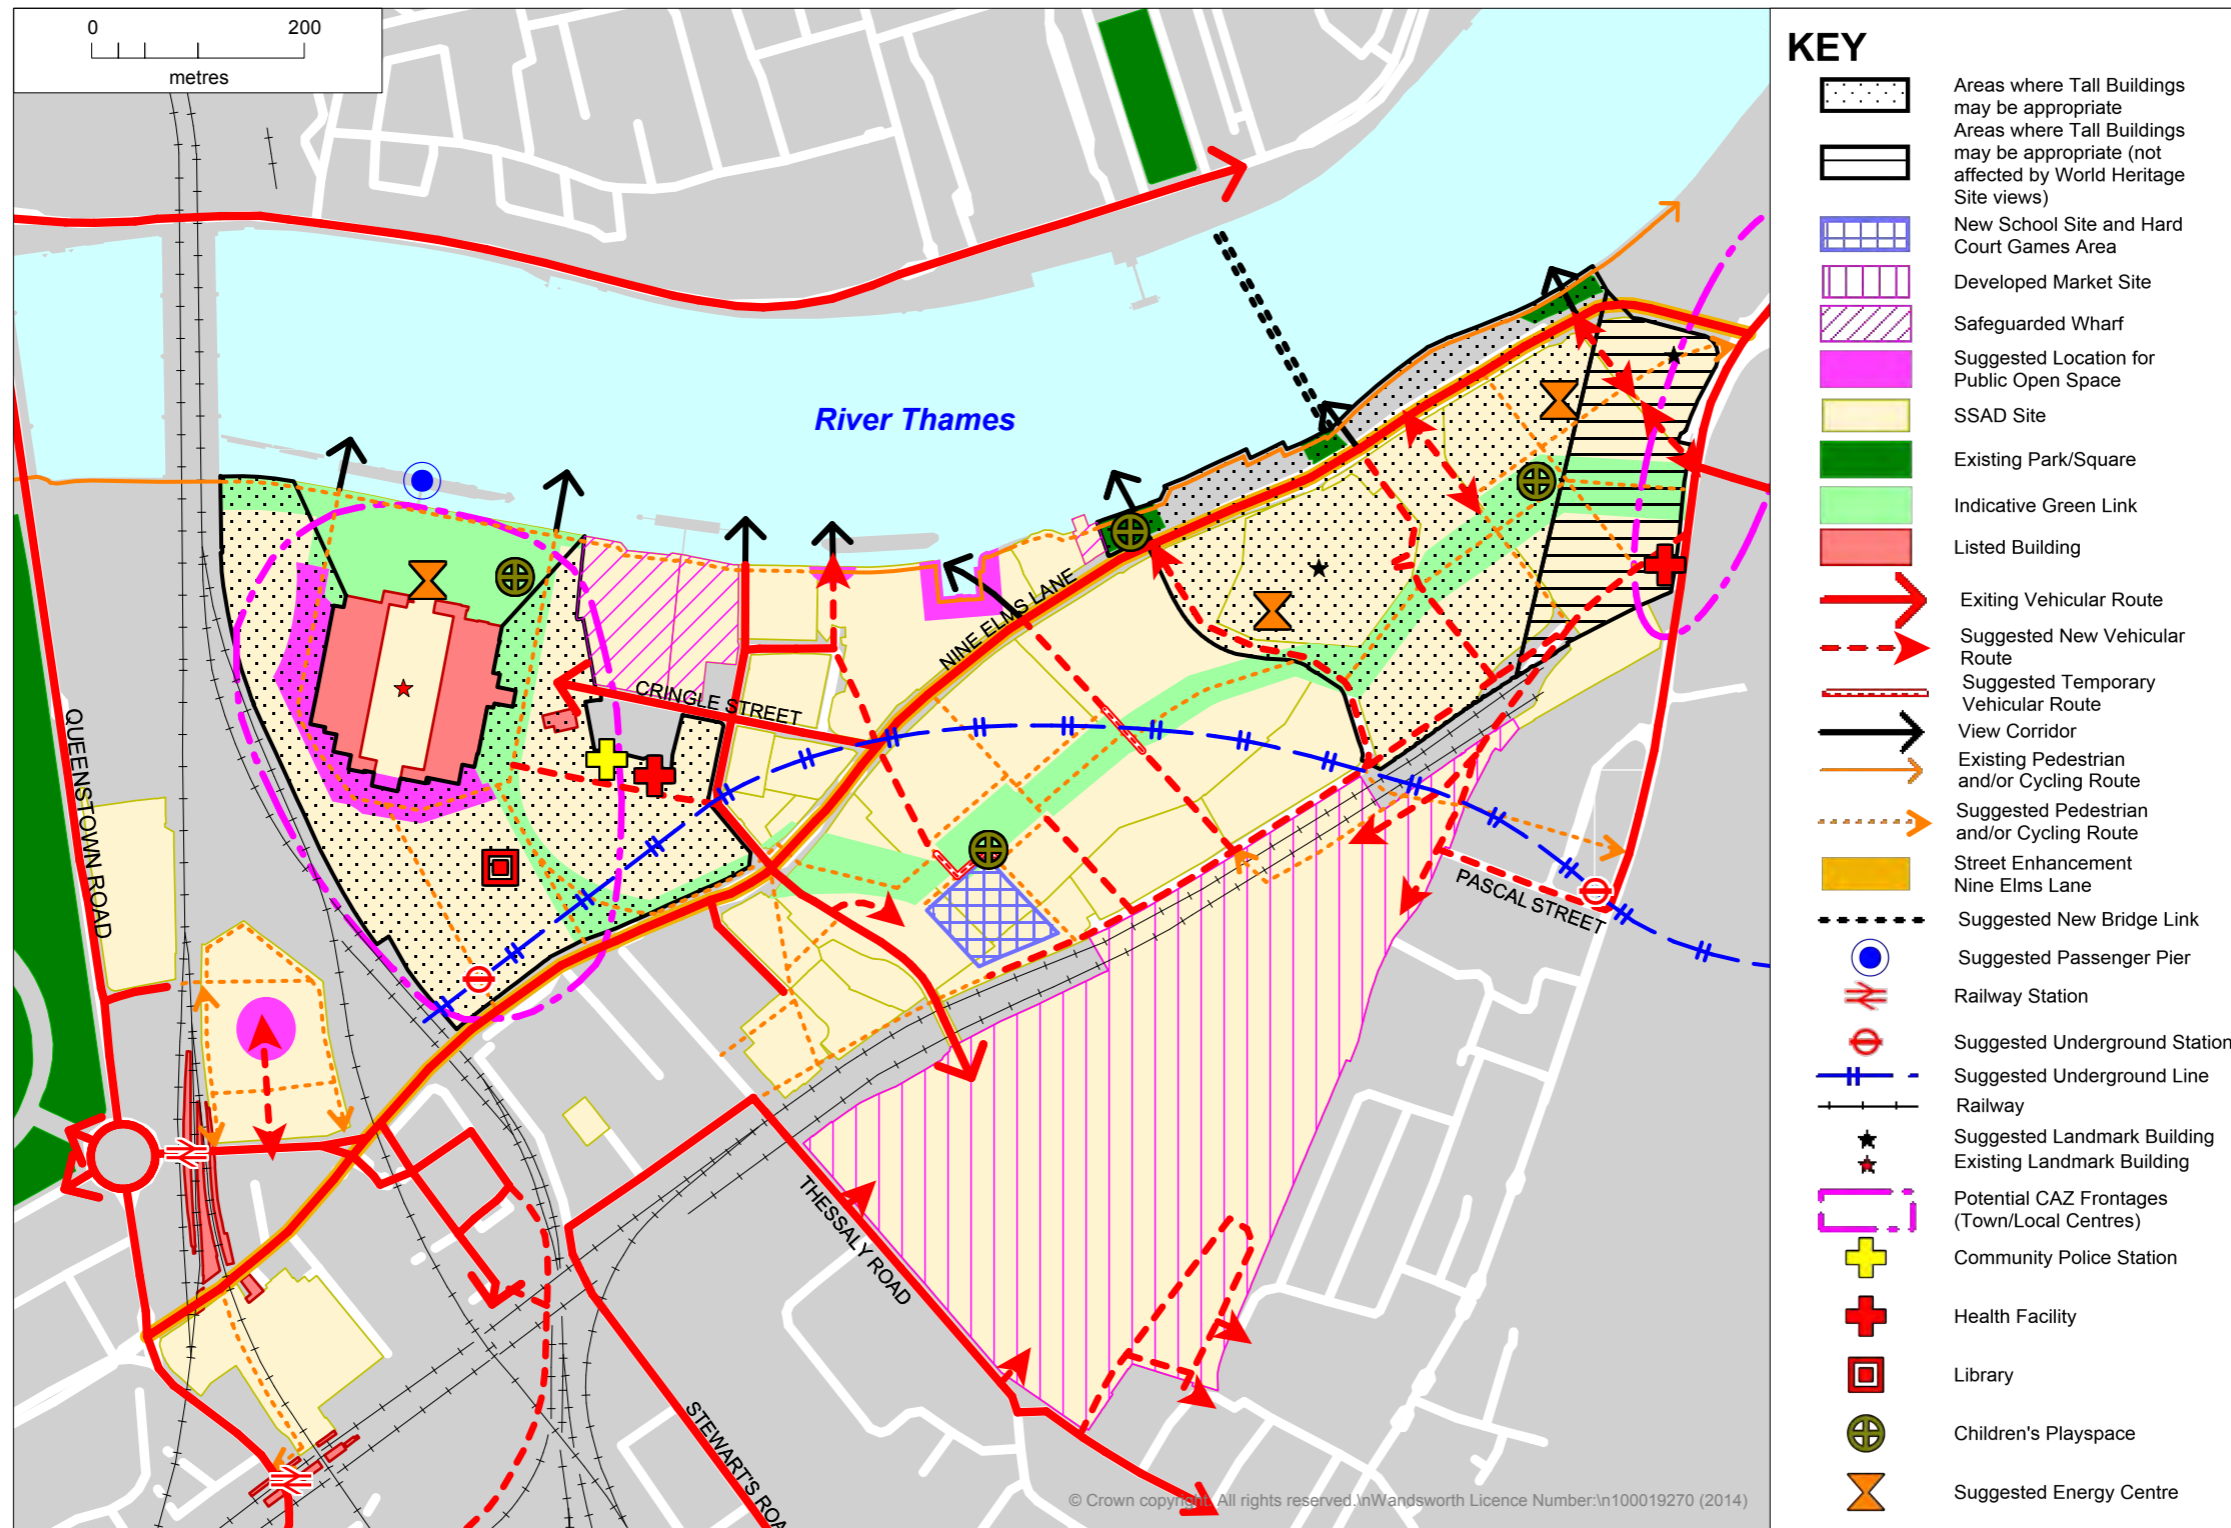 0 200
metres
River Thames
NINE ELMS LANE
CRINGLE STREET
QUEENSTOWN ROAD
PASCAL STREET
THESSALY ROAD
STEWART'S ROA
© Crown copyright. All rights reserved.\nWandsworth Licence Number:\n100019270 (2014)
KEY
Areas where Tall Buildings
may be appropriate
Areas where Tall Buildings
may be appropriate (not
affected by World Heritage
Site views)
New School Site and Hard
Court Games Area
Developed Market Site
Safeguarded Wharf
Suggested Location for
Public Open Space
SSAD Site
Existing Park/Square
Indicative Green Link
Listed Building
Exiting Vehicular Route
Suggested New Vehicular
Route
Suggested Temporary
Vehicular Route
View Corridor
Existing Pedestrian
and/or Cycling Route
Suggested Pedestrian
and/or Cycling Route
Street Enhancement
Nine Elms Lane
Suggested New Bridge Link
Suggested Passenger Pier
Railway Station
Suggested Underground Station
Suggested Underground Line
Railway
Suggested Landmark Building
Existing Landmark Building
Potential CAZ Frontages
(Town/Local Centres)
Community Police Station
Health Facility
Library
Children's Playspace
Suggested Energy Centre